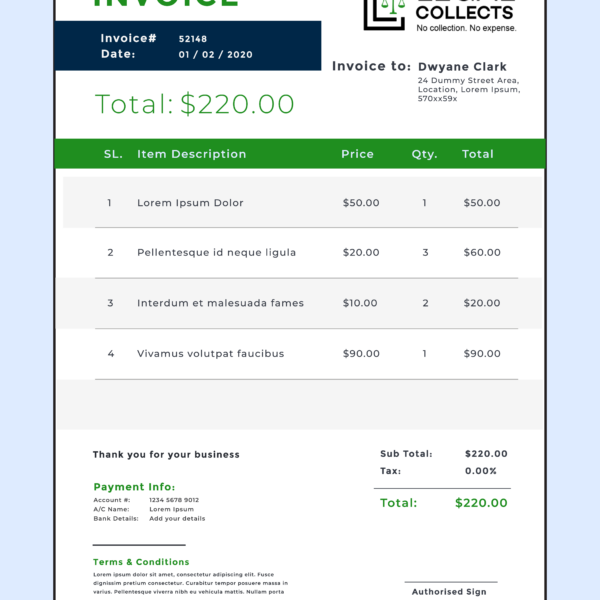 INVOICE
COLLECTS
No collection. No expense.
Invoice# 52148
Date: 01 / 02 / 2020
Invoice to: Dwyane Clark
24 Dummy Street Area,
Location, Lorem Ipsum,
570xx59x
Total: $220.00
SL. Item Description Price Qty. Total
1 Lorem Ipsum Dolor $50.00 1 $50.00
2 Pellentesque id neque ligula $20.00 3 $60.00
3 Interdum et malesuada fames $10.00 2 $20.00
4 Vivamus volutpat faucibus $90.00 1 $90.00
Thank you for your business
Sub Total: $220.00
Tax: 0.00%
Total: $220.00
Payment Info:
Account #: 1234 5678 9012
A/C Name: Lorem Ipsum
Bank Details: Add your details
Terms & Conditions
Lorem ipsum dolor sit amet, consectetur adipiscing elit. Fusce
dignissim pretium consectetur. Curabitur tempor posuere massa in
varius. Pellentesque viverra nibh eu vehicula mattis. Nullam porta
Authorised Sign